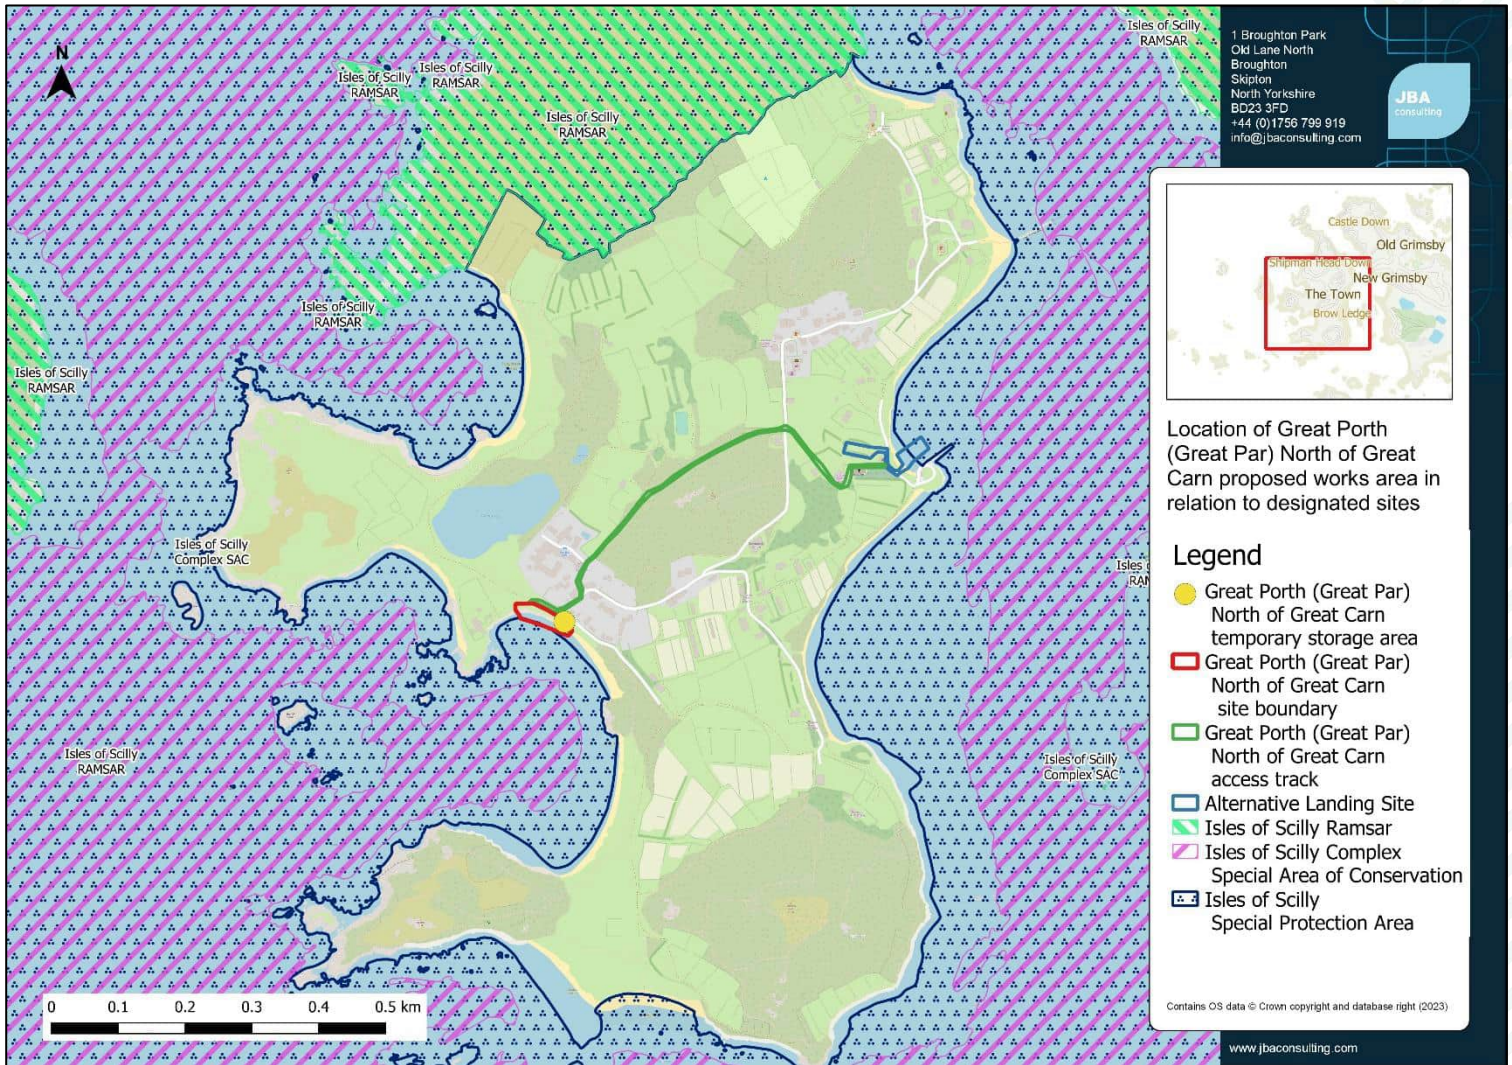 N
Isles of Scilly
RAMSAR
Isles of Scilly
RAMSAR
Isles of Scilly
RAMSAR
Isles of Scilly
RAMSAR
Isles of Scilly
RAMSAR
Isles of Scilly
RAMSAR
Isles of Scilly
Complex SAC
Isles of Scilly
RAMSAR
Isles of Scilly
Complex SAC
0 0.1 0.2 0.3 0.4 0.5 km
1 Broughton Park
Old Lane North
Broughton
Skipton
North Yorkshire
BD23 3FD
+44 (0)1756 799 919
info@jbaconsulting.com
JBA
consulting
Castle Down
Old Grimsby
Shipman Head Down
New Grimsby
The Town
Brow Ledge
Location of Great Porth
(Great Par) North of Great
Carn proposed works area in
relation to designated sites
Legend
Great Porth (Great Par)
North of Great Carn
temporary storage area
Great Porth (Great Par)
North of Great Carn
site boundary
Great Porth (Great Par)
North of Great Carn
access track
Alternative Landing Site
Isles of Scilly Ramsar
Isles of Scilly Complex
Special Area of Conservation
Isles of Scilly
Special Protection Area
Contains OS data © Crown copyright and database right (2023)
www.jbaconsulting.com